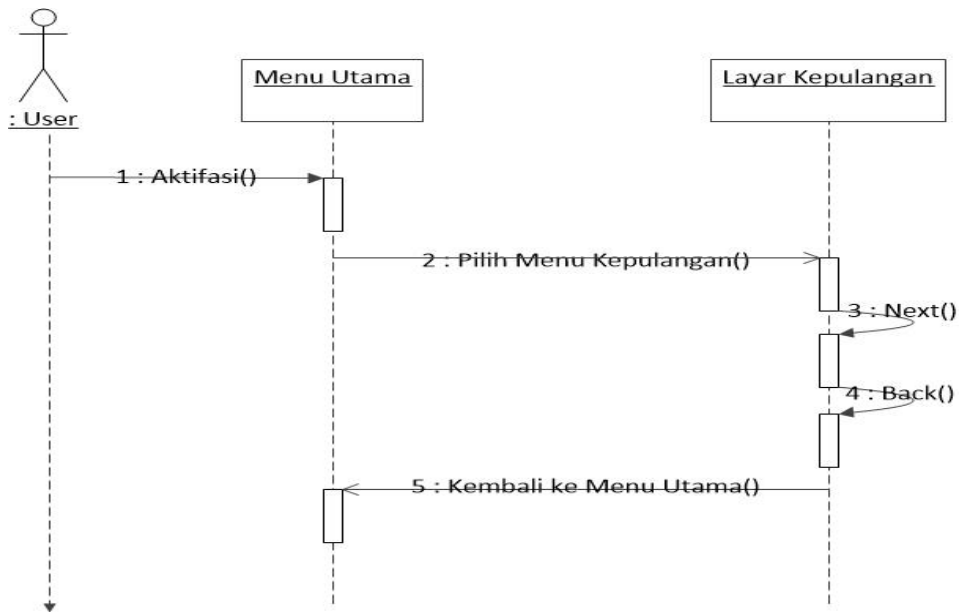 Menu Utama
Layar Kepulangan
: User
1 : Aktifasi()
2 : Pilih Menu Kepulangan()
3 : Next()
4 : Back()
5 : Kembali ke Menu Utama()